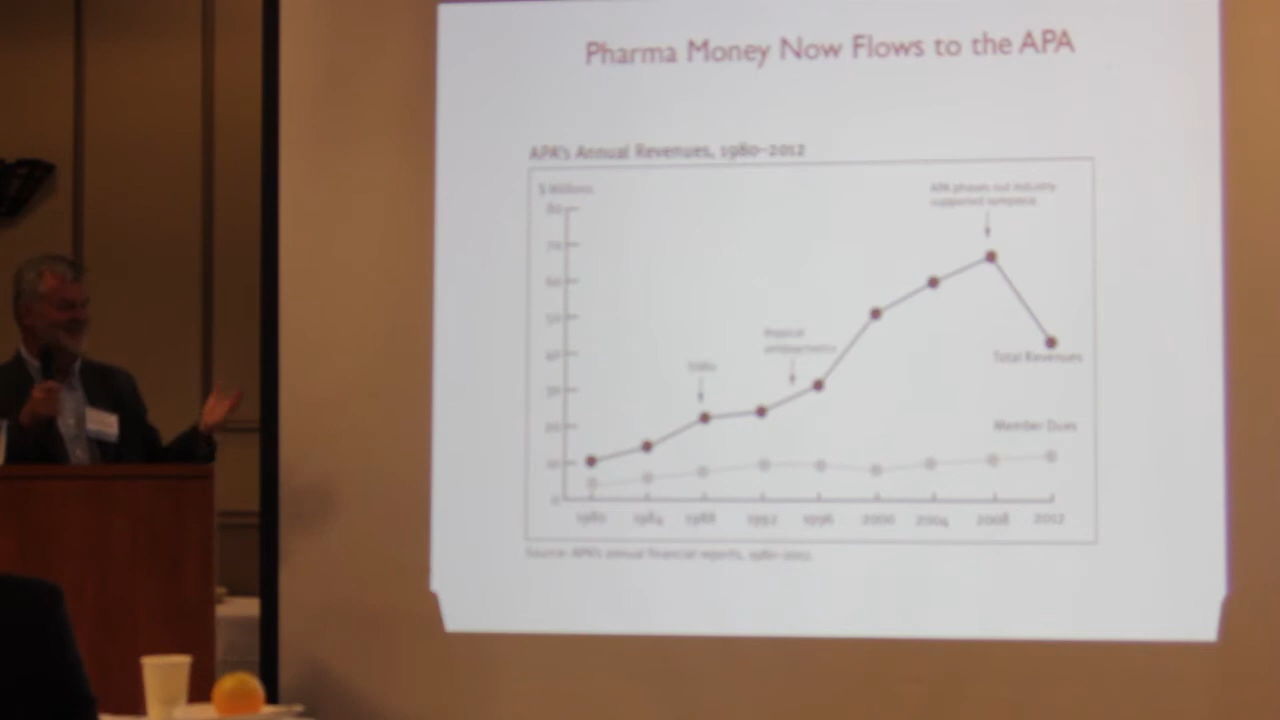 Pharma Money Now Flows to the APA
APA's Annual Revenues, 1980–2012
$ Millions
80
70
60
50
40
30
20
10
0
APA phases out industry
supported symposia
SSRIs
Atypical
antipsychotics
Total Revenues
Member Dues
1980 1984 1988 1992 1996 2000 2004 2008 2012
Source: APA's annual financial reports, 1980–2012.